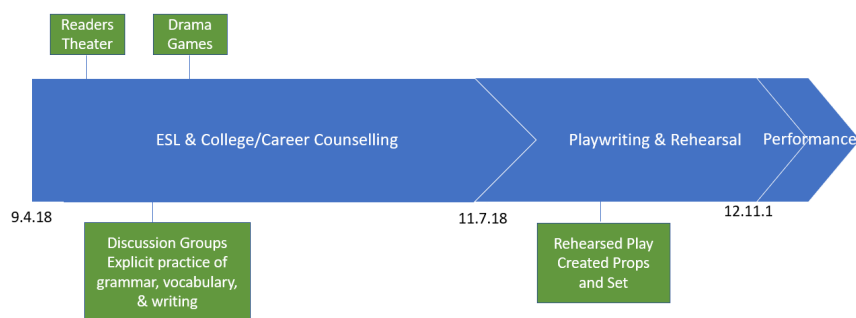 Readers
Theater
Drama
Games
ESL & College/Career Counselling
Playwriting & Rehearsal
Performance
9.4.18
11.7.18
12.11.1
Discussion Groups
Explicit practice of
grammar, vocabulary,
& writing
Rehearsed Play
Created Props
and Set